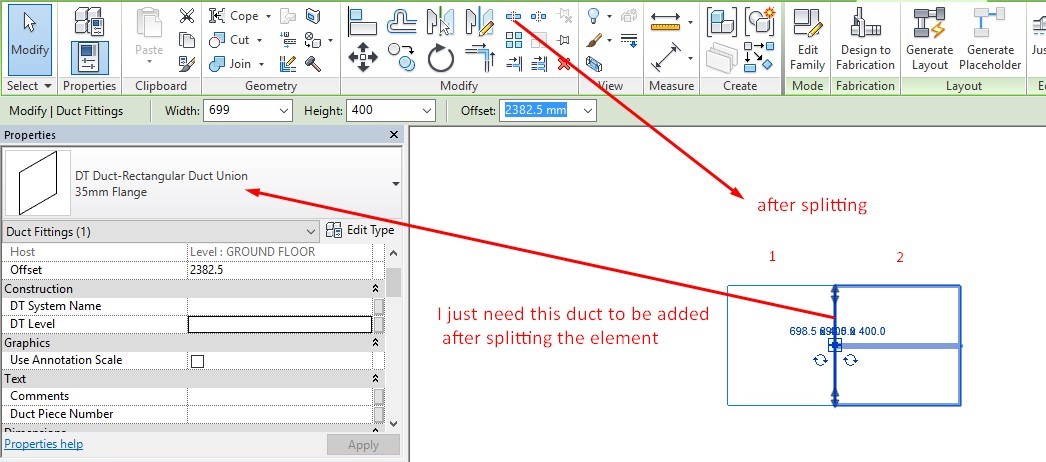 Modify
Select
Properties
Paste
Clipboard
Cope
Cut
Join
Geometry
Modify
View
Measure
Create
Edit
Family
Mode
Design to
Fabrication
Fabrication
Generate
Layout
Generate
Placeholder
Layout
Modify | Duct Fittings
Width: 699
Height: 400
Offset: 2382.5 mm
Properties
DT Duct-Rectangular Duct Union
35mm Flange
Duct Fittings (1)
Edit Type
Host Level : GROUND FLOOR
Offset 2382.5
Construction
DT System Name
DT Level
Graphics
Use Annotation Scale
Text
Comments
Duct Piece Number
Properties help
Apply
after splitting
1 2
I just need this duct to be added
after splitting the element
698.5 400.0